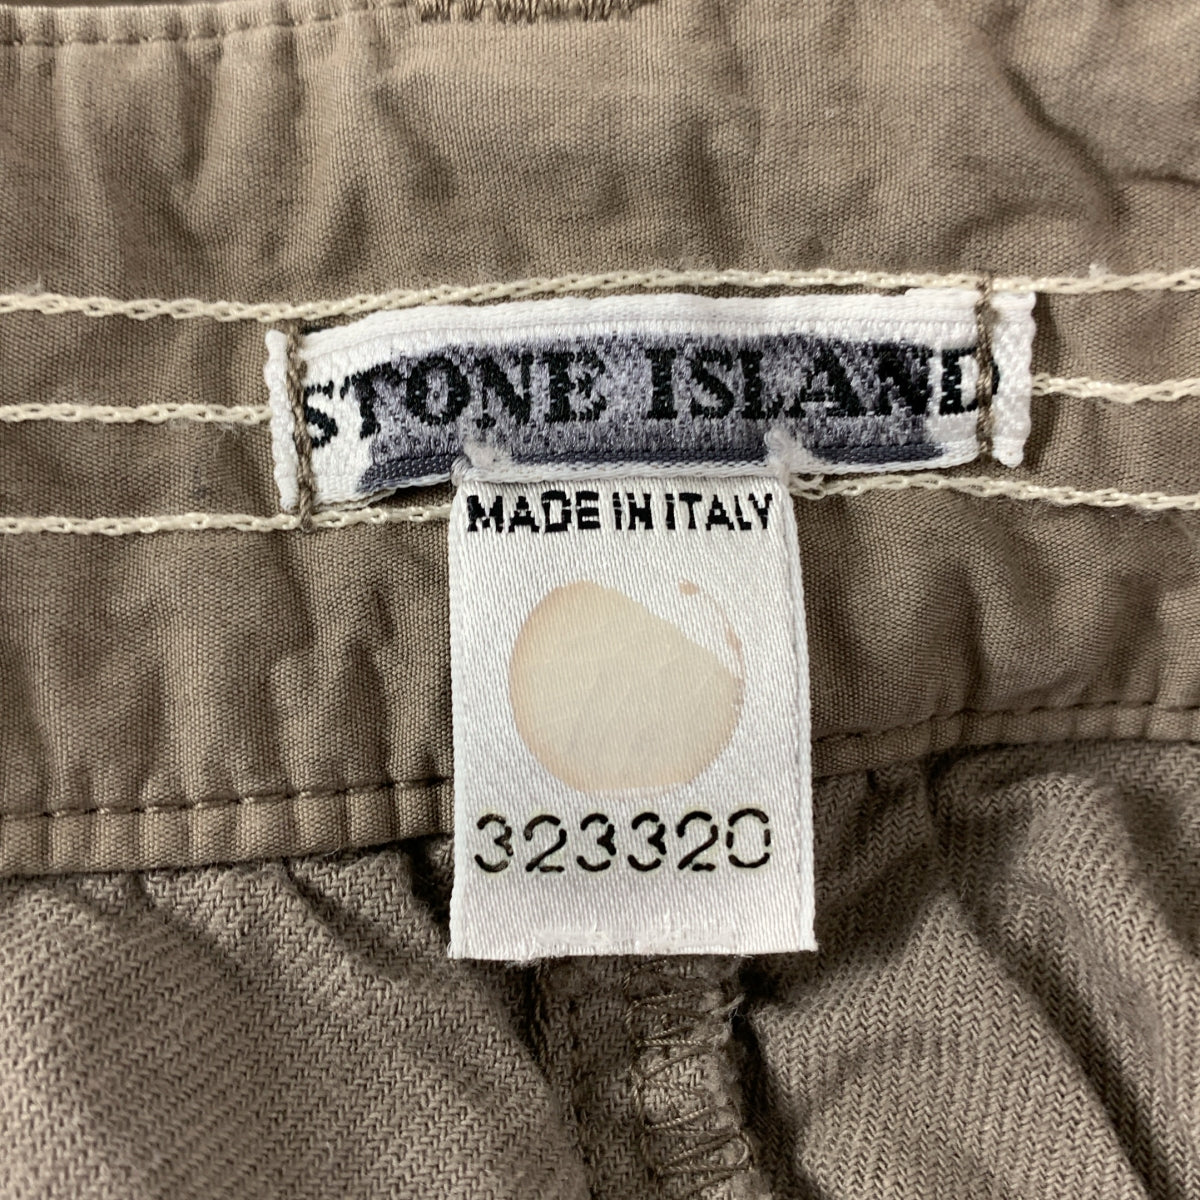 STONE ISLAND
MADE IN ITALY
323320